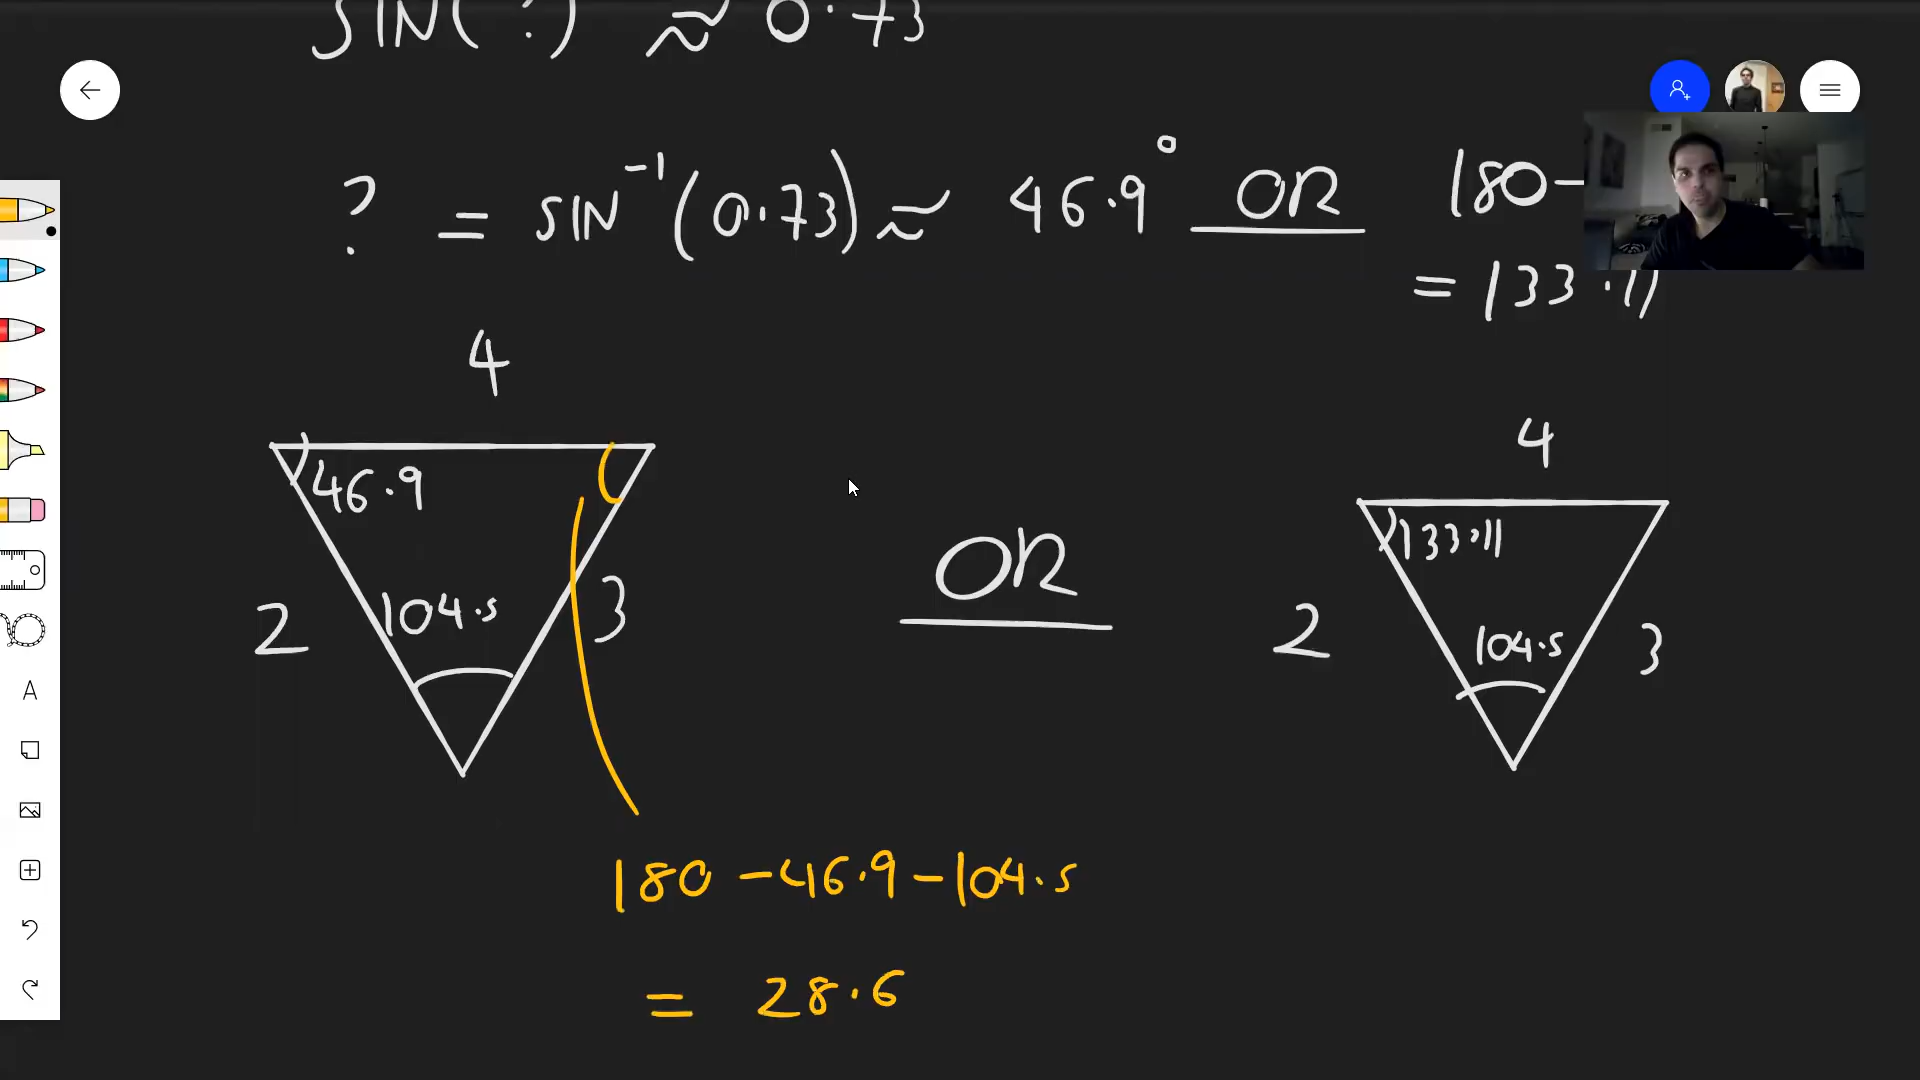 SIN(?) ≈ 0.73
? = SIN⁻¹(0.73) ≈ 46.9° OR 180-
= 133.11
4
46.9
104.5
2
3
OR
4
133.11
104.5
2
3
180 - 46.9 - 104.5
= 28.6
A